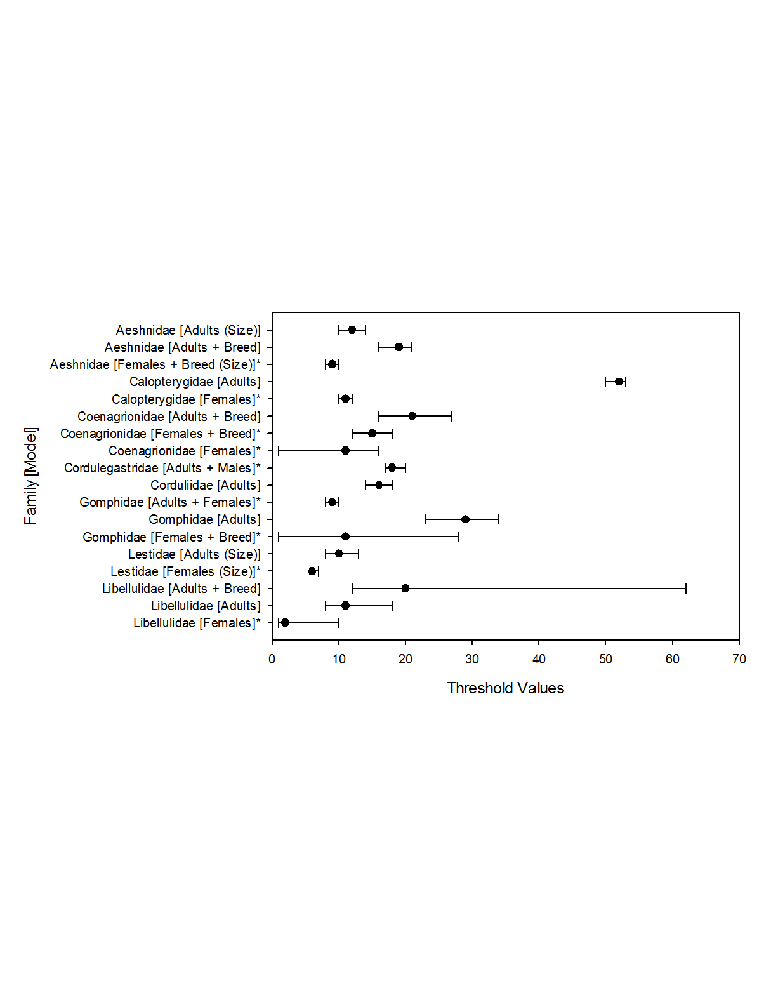 Aeshnidae [Adults (Size)]
Aeshnidae [Adults + Breed]
Aeshnidae [Females + Breed (Size)]*
Calopterygidae [Adults]
Calopterygidae [Females]*
Coenagrionidae [Adults + Breed]
Coenagrionidae [Females + Breed]*
Coenagrionidae [Females]*
Cordulegastridae [Adults + Males]*
Corduliidae [Adults]
Gomphidae [Adults + Females]*
Gomphidae [Adults]
Gomphidae [Females + Breed]*
Lestidae [Adults (Size)]
Lestidae [Females (Size)]*
Libellulidae [Adults + Breed]
Libellulidae [Adults]
Libellulidae [Females]*
Family [Model]
0 10 20 30 40 50 60 70
Threshold Values